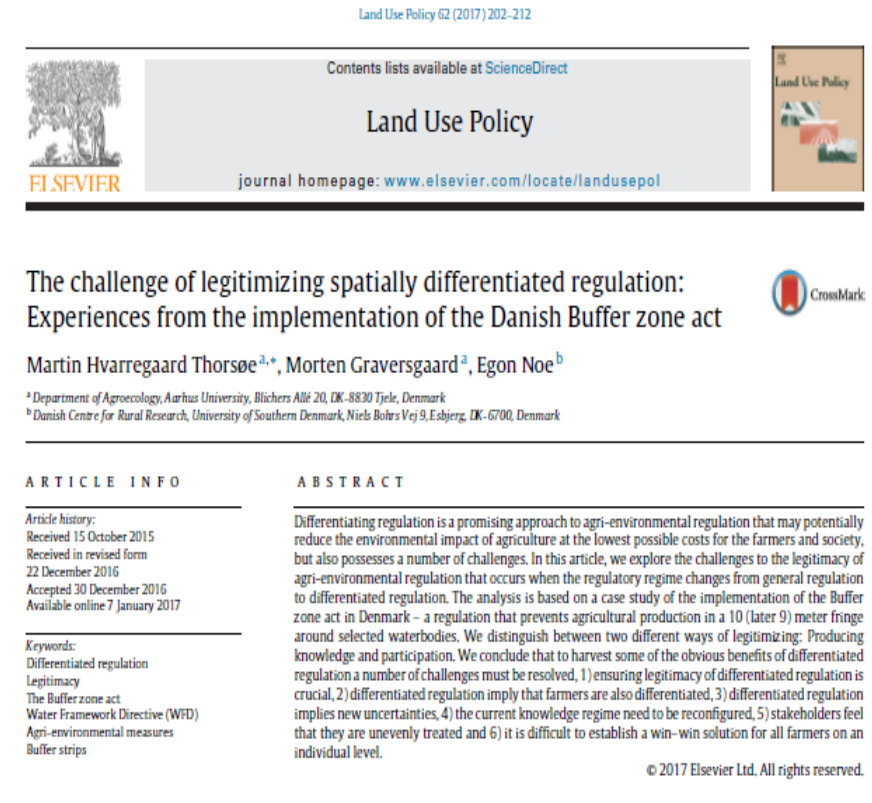 Land Use Policy 62 (2017) 202–212
Contents lists available at ScienceDirect
Land Use Policy
journal homepage: www.elsevier.com/locate/landusepol
ELSEVIER
Land Use Policy
The challenge of legitimizing spatially differentiated regulation:
Experiences from the implementation of the Danish Buffer zone act
CrossMark
Martin Hvarregaard Thorsøe a,*, Morten Graversgaard a, Egon Noe b
a Department of Agroecology, Aarhus University, Blichers Allé 20, DK-8830 Tjele, Denmark
b Danish Centre for Rural Research, University of Southern Denmark, Niels Bohrs Vej 9, Esbjerg, DK-6700, Denmark
ARTICLE INFO
Article history:
Received 15 October 2015
Received in revised form
22 December 2016
Accepted 30 December 2016
Available online 7 January 2017
Keywords:
Differentiated regulation
Legitimacy
The Buffer zone act
Water Framework Directive (WFD)
Agri-environmental measures
Buffer strips
ABSTRACT
Differentiating regulation is a promising approach to agri-environmental regulation that may potentially
reduce the environmental impact of agriculture at the lowest possible costs for the farmers and society,
but also possesses a number of challenges. In this article, we explore the challenges to the legitimacy of
agri-environmental regulation that occurs when the regulatory regime changes from general regulation
to differentiated regulation. The analysis is based on a case study of the implementation of the Buffer
zone act in Denmark – a regulation that prevents agricultural production in a 10 (later 9) meter fringe
around selected waterbodies. We distinguish between two different ways of legitimizing: Producing
knowledge and participation. We conclude that to harvest some of the obvious benefits of differentiated
regulation a number of challenges must be resolved, 1) ensuring legitimacy of differentiated regulation is
crucial, 2) differentiated regulation imply that farmers are also differentiated, 3) differentiated regulation
implies new uncertainties, 4) the current knowledge regime need to be reconfigured, 5) stakeholders feel
that they are unevenly treated and 6) it is difficult to establish a win–win solution for all farmers on an
individual level.
© 2017 Elsevier Ltd. All rights reserved.